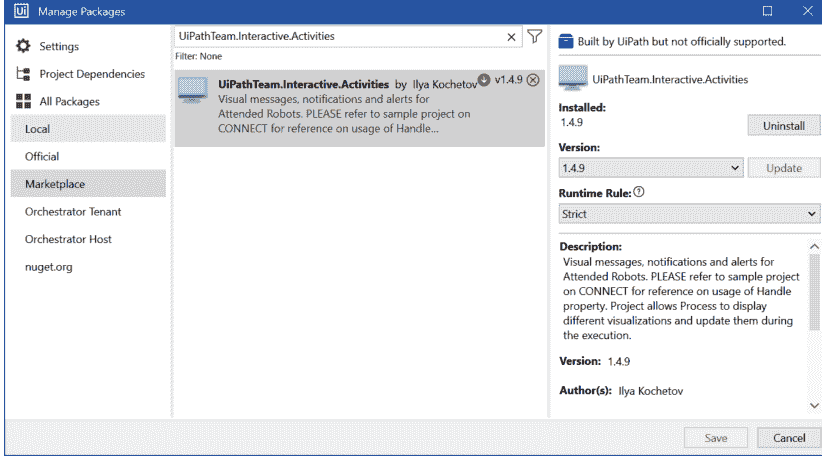 Ui Manage Packages
Settings
Project Dependencies
All Packages
Local
Official
Marketplace
Orchestrator Tenant
Orchestrator Host
nuget.org
UiPathTeam.Interactive.Activities
Filter: None
UiPathTeam.Interactive.Activities by Ilya Kochetov v1.4.9
Visual messages, notifications and alerts for
Attended Robots. PLEASE refer to sample project on
CONNECT for reference on usage of Handle...
Built by UiPath but not officially supported.
UiPathTeam.Interactive.Activities
Installed:
1.4.9
Uninstall
Version:
1.4.9
Update
Runtime Rule: ?
Strict
Description:
Visual messages, notifications and alerts for
Attended Robots. PLEASE refer to sample project
on CONNECT for reference on usage of Handle
property. Project allows Process to display
different visualizations and update them during
the execution.
Version: 1.4.9
Author(s): Ilya Kochetov
Save
Cancel